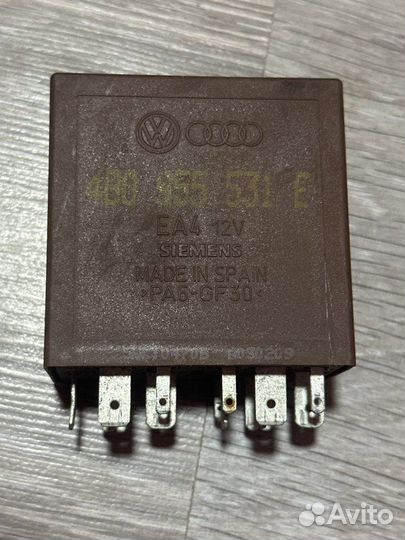 4B0 955 531 E
EA4 12V
SIEMENS
MADE IN SPAIN
>PA6-GF30<
Avito